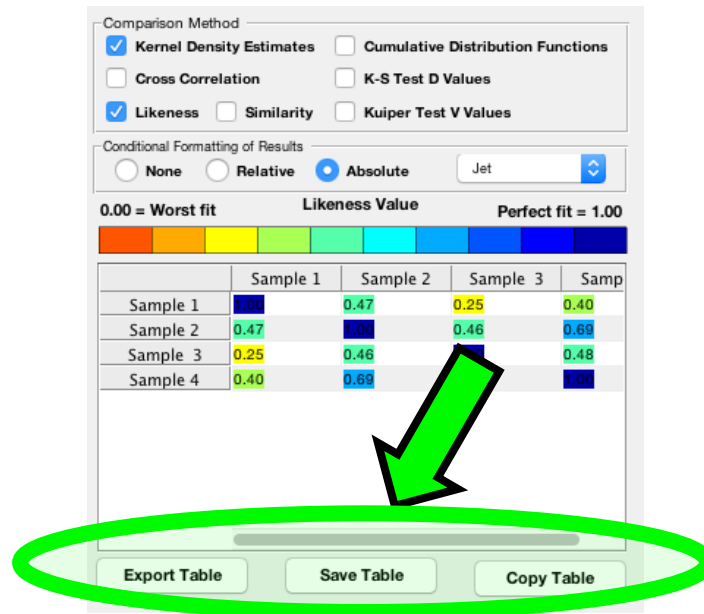 Comparison Method
Kernel Density Estimates Cumulative Distribution Functions
Cross Correlation K-S Test D Values
Likeness Similarity Kuiper Test V Values
Conditional Formatting of Results
None Relative Absolute Jet
0.00 = Worst fit Likeness Value Perfect fit = 1.00
Sample 1 Sample 2 Sample 3 Samp
Sample 1 1.00 0.47 0.25 0.40
Sample 2 0.47 1.00 0.46 0.69
Sample 3 0.25 0.46 0.48
Sample 4 0.40 0.69 1.00
Export Table Save Table Copy Table